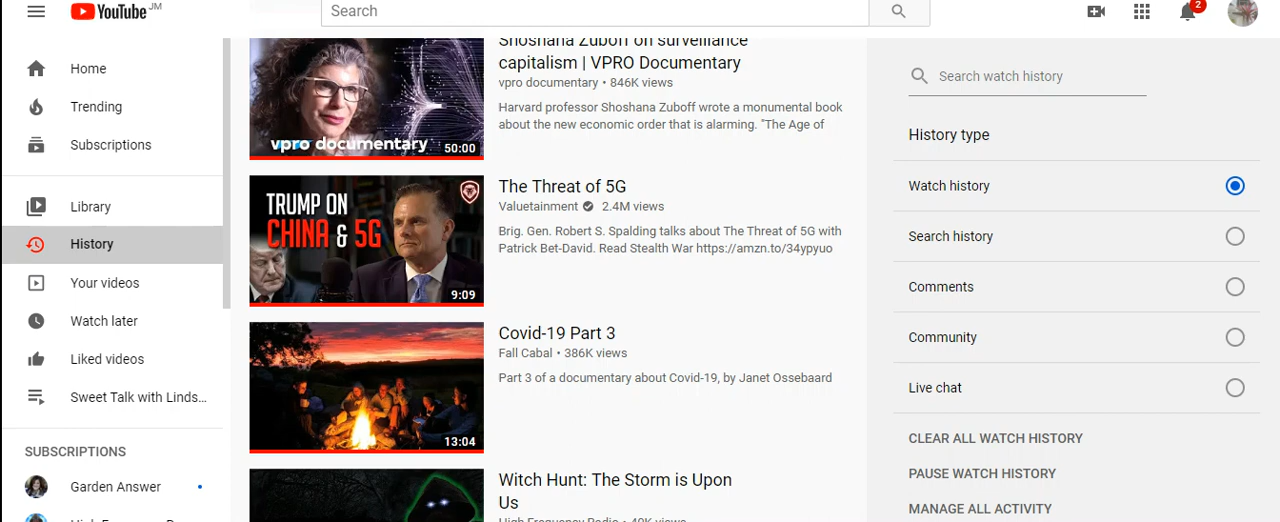 YouTube JM
Search
2
Home
Trending
Subscriptions
Library
History
Your videos
Watch later
Liked videos
Sweet Talk with Linds...
SUBSCRIPTIONS
Garden Answer
vpro documentary
50:00
Shoshana Zuboff on surveillance
capitalism | VPRO Documentary
vpro documentary • 846K views
Harvard professor Shoshana Zuboff wrote a monumental book
about the new economic order that is alarming. "The Age of
TRUMP ON
CHINA & 5G
9:09
The Threat of 5G
Valuetainment 2.4M views
Brig. Gen. Robert S. Spalding talks about The Threat of 5G with
Patrick Bet-David. Read Stealth War https://amzn.to/34ypyuo
13:04
Covid-19 Part 3
Fall Cabal • 386K views
Part 3 of a documentary about Covid-19, by Janet Ossebaard
Witch Hunt: The Storm is Upon
Us
High Frequency Radio • 40K views
Search watch history
History type
Watch history
Search history
Comments
Community
Live chat
CLEAR ALL WATCH HISTORY
PAUSE WATCH HISTORY
MANAGE ALL ACTIVITY